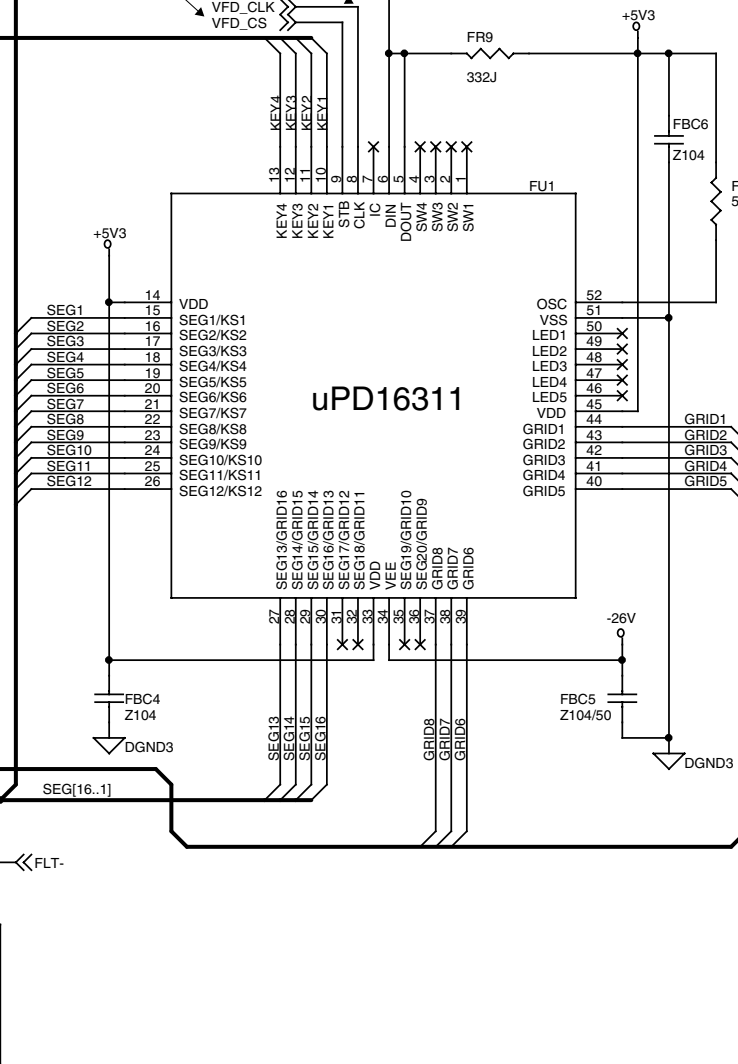 VFD_CLK
VFD_CS
+5V3
FR9
332J
FBC6
Z104
KEY4
KEY3
KEY2
KEY1
13
12
11
10
9
8
7
6
5
4
3
2
1
FU1
KEY4
KEY3
KEY2
KEY1
STB
CLK
IC
DIN
DOUT
SW4
SW3
SW2
SW1
+5V3
14 VDD
SEG1 15 SEG1/KS1
SEG2 16 SEG2/KS2
SEG3 17 SEG3/KS3
SEG4 18 SEG4/KS4
SEG5 19 SEG5/KS5
SEG6 20 SEG6/KS6
SEG7 21 SEG7/KS7
SEG8 22 SEG8/KS8
SEG9 23 SEG9/KS9
SEG10 24 SEG10/KS10
SEG11 25 SEG11/KS11
SEG12 26 SEG12/KS12
uPD16311
OSC 52
VSS 51
LED1 50
LED2 49
LED3 48
LED4 47
LED5 46
VDD 45
GRID1 44 GRID1
GRID2 43 GRID2
GRID3 42 GRID3
GRID4 41 GRID4
GRID5 40 GRID5
SEG13/GRID16
SEG14/GRID15
SEG15/GRID14
SEG16/GRID13
SEG17/GRID12
SEG18/GRID11
VDD
VEE
SEG19/GRID10
SEG20/GRID9
GRID8
GRID7
GRID6
27
28
29
30
31
32
33
34
35
36
37
38
39
-26V
FBC4
Z104
DGND3
FBC5
Z104/50
DGND3
SEG13
SEG14
SEG15
SEG16
GRID8
GRID7
GRID6
SEG[16..1]
FLT-